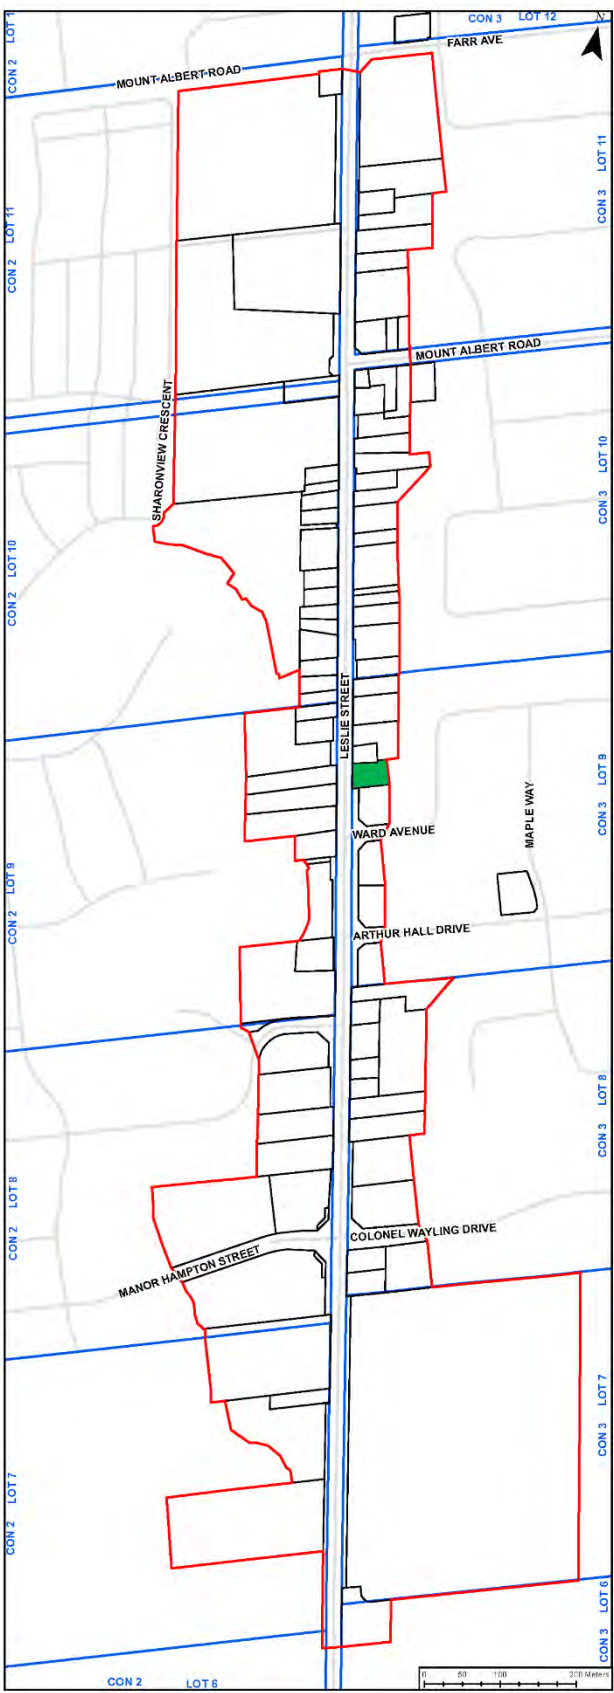 CON 3 LOT 12
N
CON 2 LOT 1
FARR AVE
MOUNT ALBERT ROAD
CON 3 LOT 11
CON 2 LOT 11
MOUNT ALBERT ROAD
SHARONVIEW CRESCENT
CON 3 LOT 10
CON 2 LOT 10
LESLIE STREET
CON 3 LOT 9
MAPLE WAY
WARD AVENUE
CON 2 LOT 9
ARTHUR HALL DRIVE
CON 3 LOT 8
CON 2 LOT 8
COLONEL WAYLING DRIVE
MANOR HAMPTON STREET
CON 3 LOT 7
CON 2 LOT 7
CON 3 LOT 6
0 50 100 200 Meters
CON 2 LOT 6